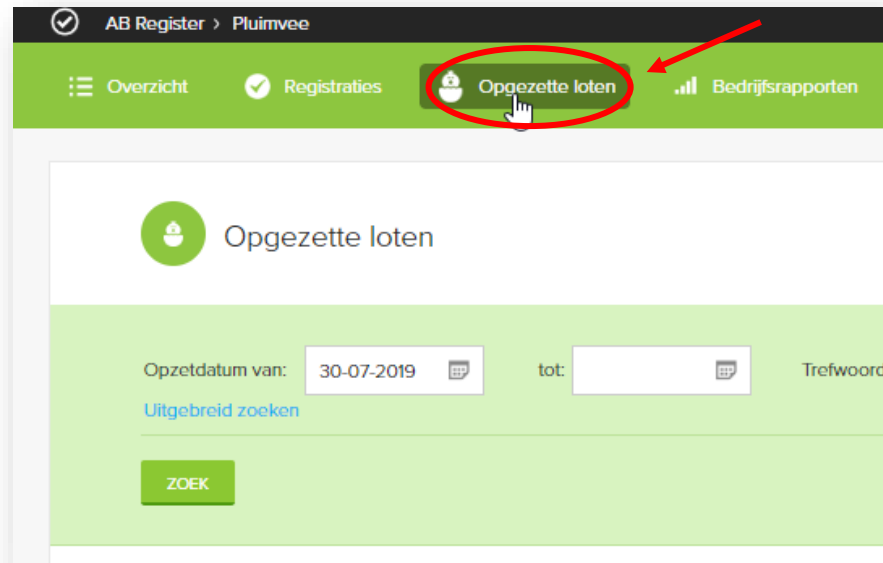 AB Register > Pluimvee
Overzicht Registraties Opgezette loten Bedrijfsrapporten
Opgezette loten
Opzetdatum van: 30-07-2019 tot: Trefwoord
Uitgebreid zoeken
ZOEK